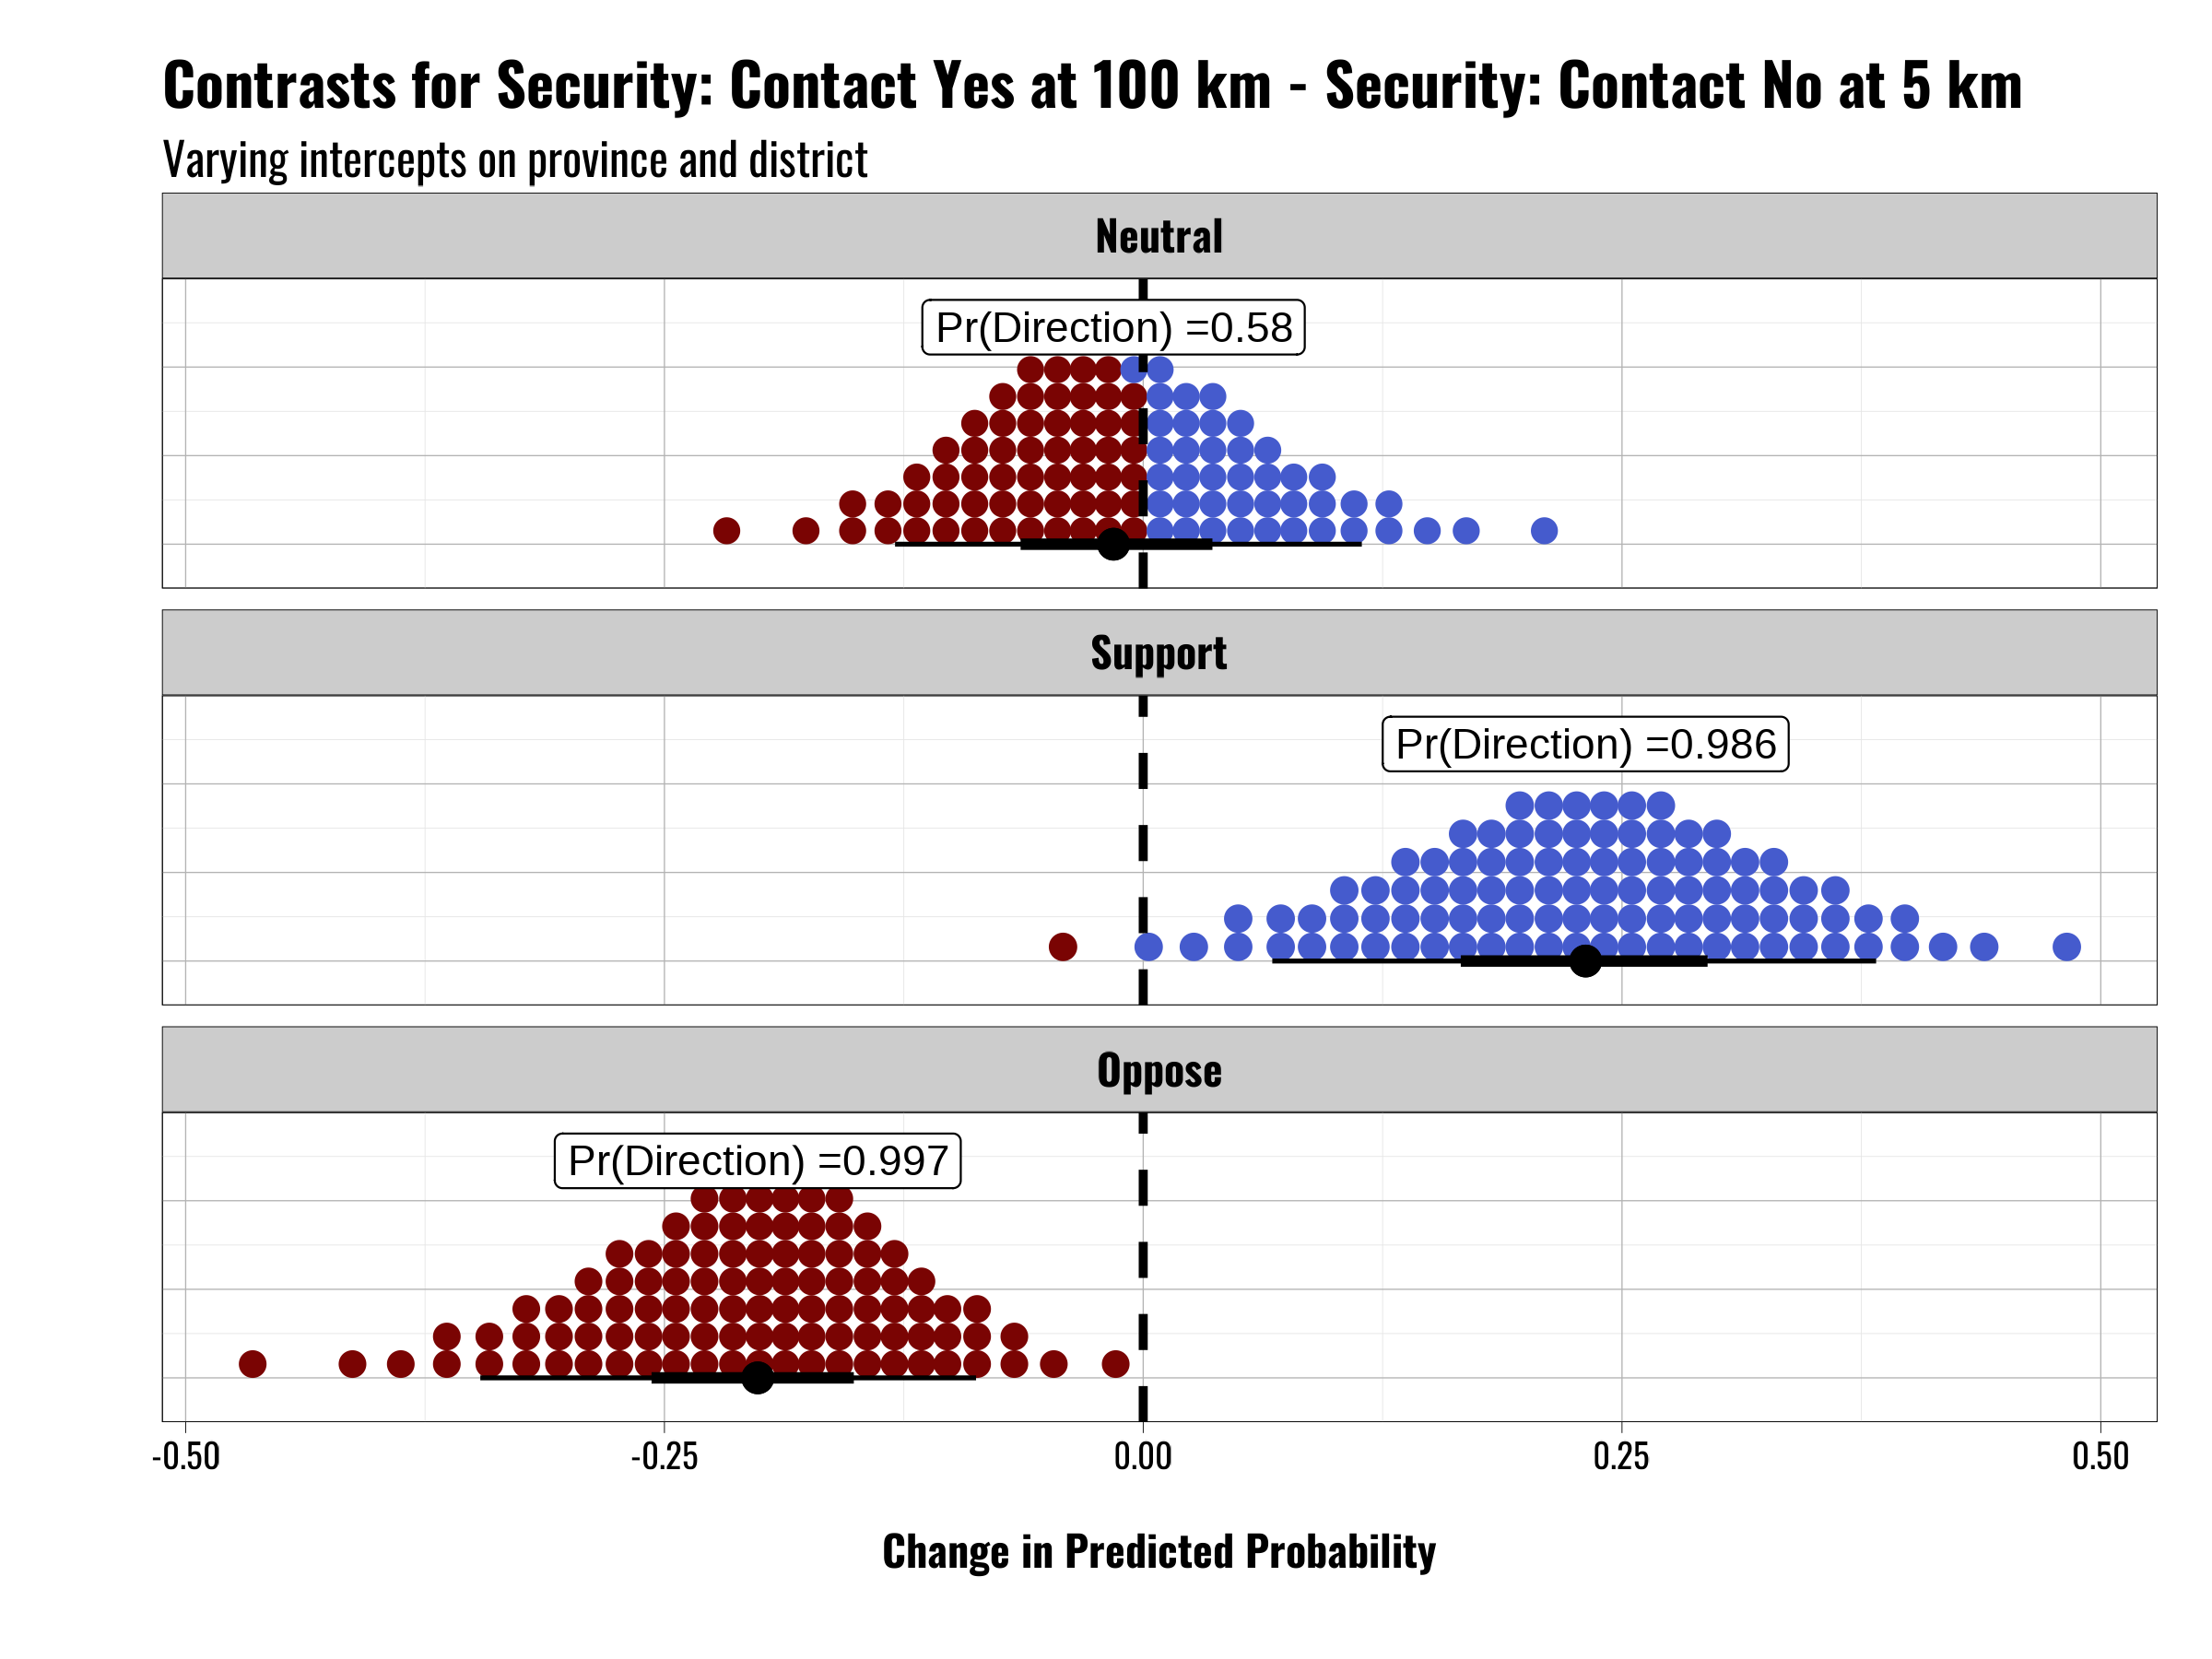 Contrasts for Security: Contact Yes at 100 km - Security: Contact No at 5 km
Varying intercepts on province and district
Neutral
Pr(Direction) =0.58
Support
Pr(Direction) =0.986
Oppose
Pr(Direction) =0.997
-0.50 -0.25 0.00 0.25 0.50
Change in Predicted Probability